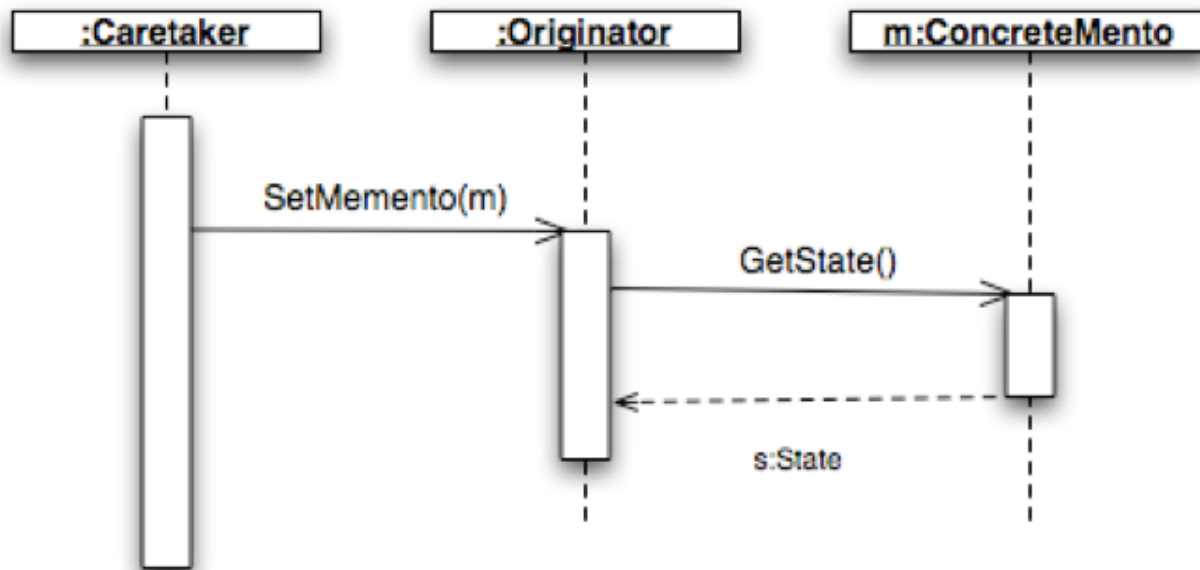 :Caretaker
:Originator
m:ConcreteMento
SetMemento(m)
GetState()
s:State